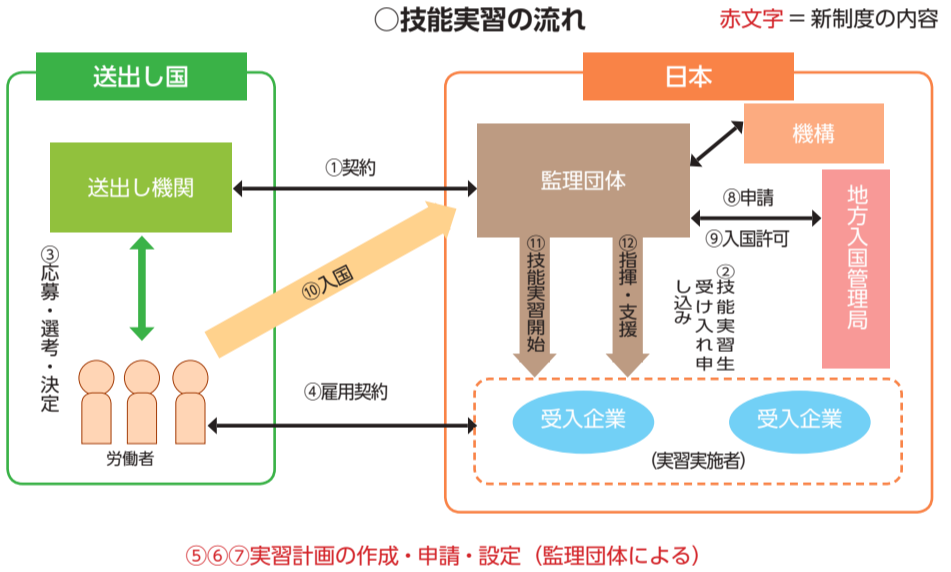 ○技能実習の流れ
赤文字 = 新制度の内容
送出し国
日本
機構
送出し機関
①契約
監理団体
⑧申請
⑨入国許可
地方入国管理局
③応募・選考・決定
⑩入国
⑪技能実習開始
⑫指揮・支援
②技能実習生
受け入れ申
し込み
④雇用契約
受入企業
受入企業
(実習実施者)
労働者
⑤⑥⑦実習計画の作成・申請・設定（監理団体による）